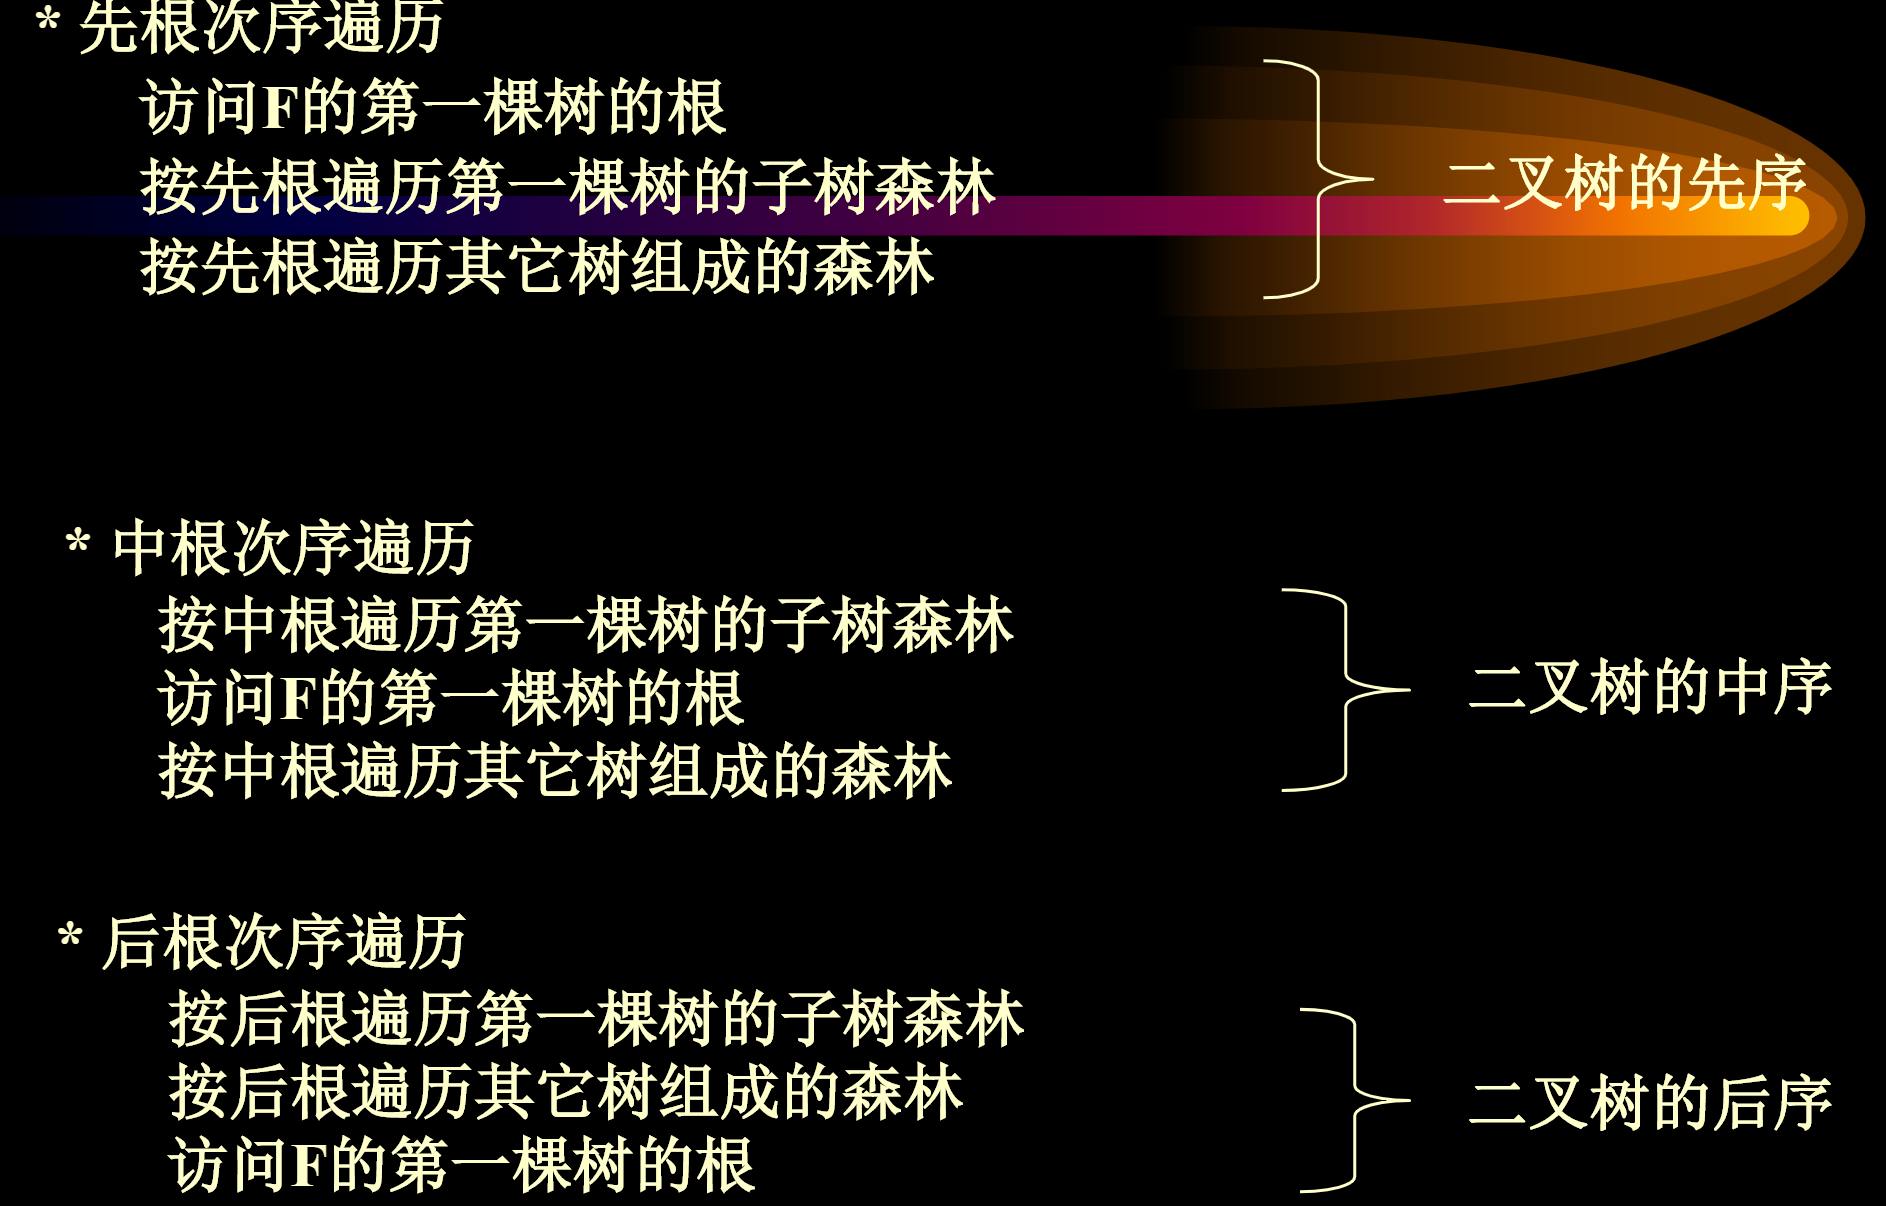 * 先根次序遍历
访问F的第一棵树的根
按先根遍历第一棵树的子树森林
按先根遍历其它树组成的森林
二叉树的先序
* 中根次序遍历
按中根遍历第一棵树的子树森林
访问F的第一棵树的根
按中根遍历其它树组成的森林
二叉树的中序
* 后根次序遍历
按后根遍历第一棵树的子树森林
按后根遍历其它树组成的森林
访问F的第一棵树的根
二叉树的后序